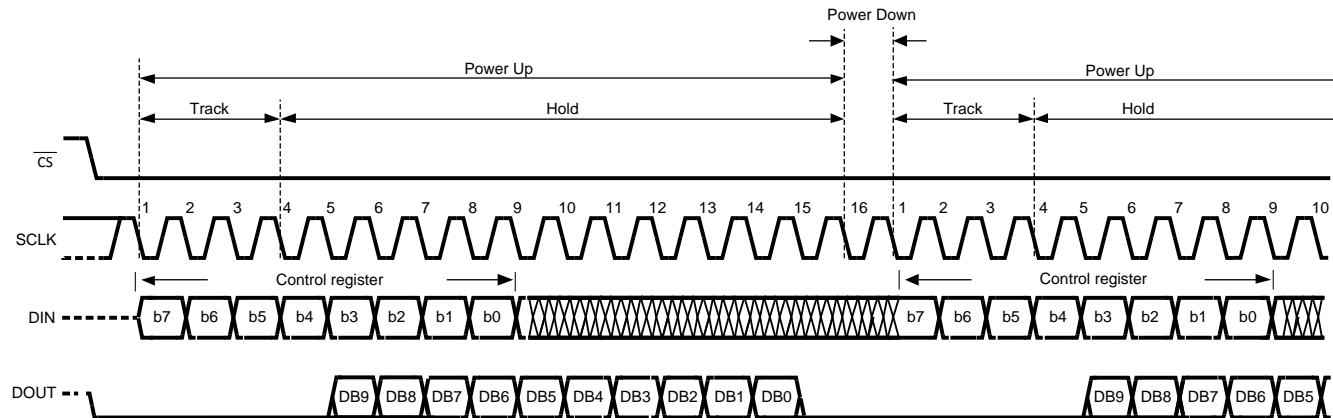 Power Down
Power Up Power Up
Track Hold Track Hold
CS
1 2 3 4 5 6 7 8 9 10 11 12 13 14 15 16 1 2 3 4 5 6 7 8 9 10
SCLK
Control register Control register
DIN b7 b6 b5 b4 b3 b2 b1 b0 b7 b6 b5 b4 b3 b2 b1 b0
DOUT DB9 DB8 DB7 DB6 DB5 DB4 DB3 DB2 DB1 DB0 DB9 DB8 DB7 DB6 DB5